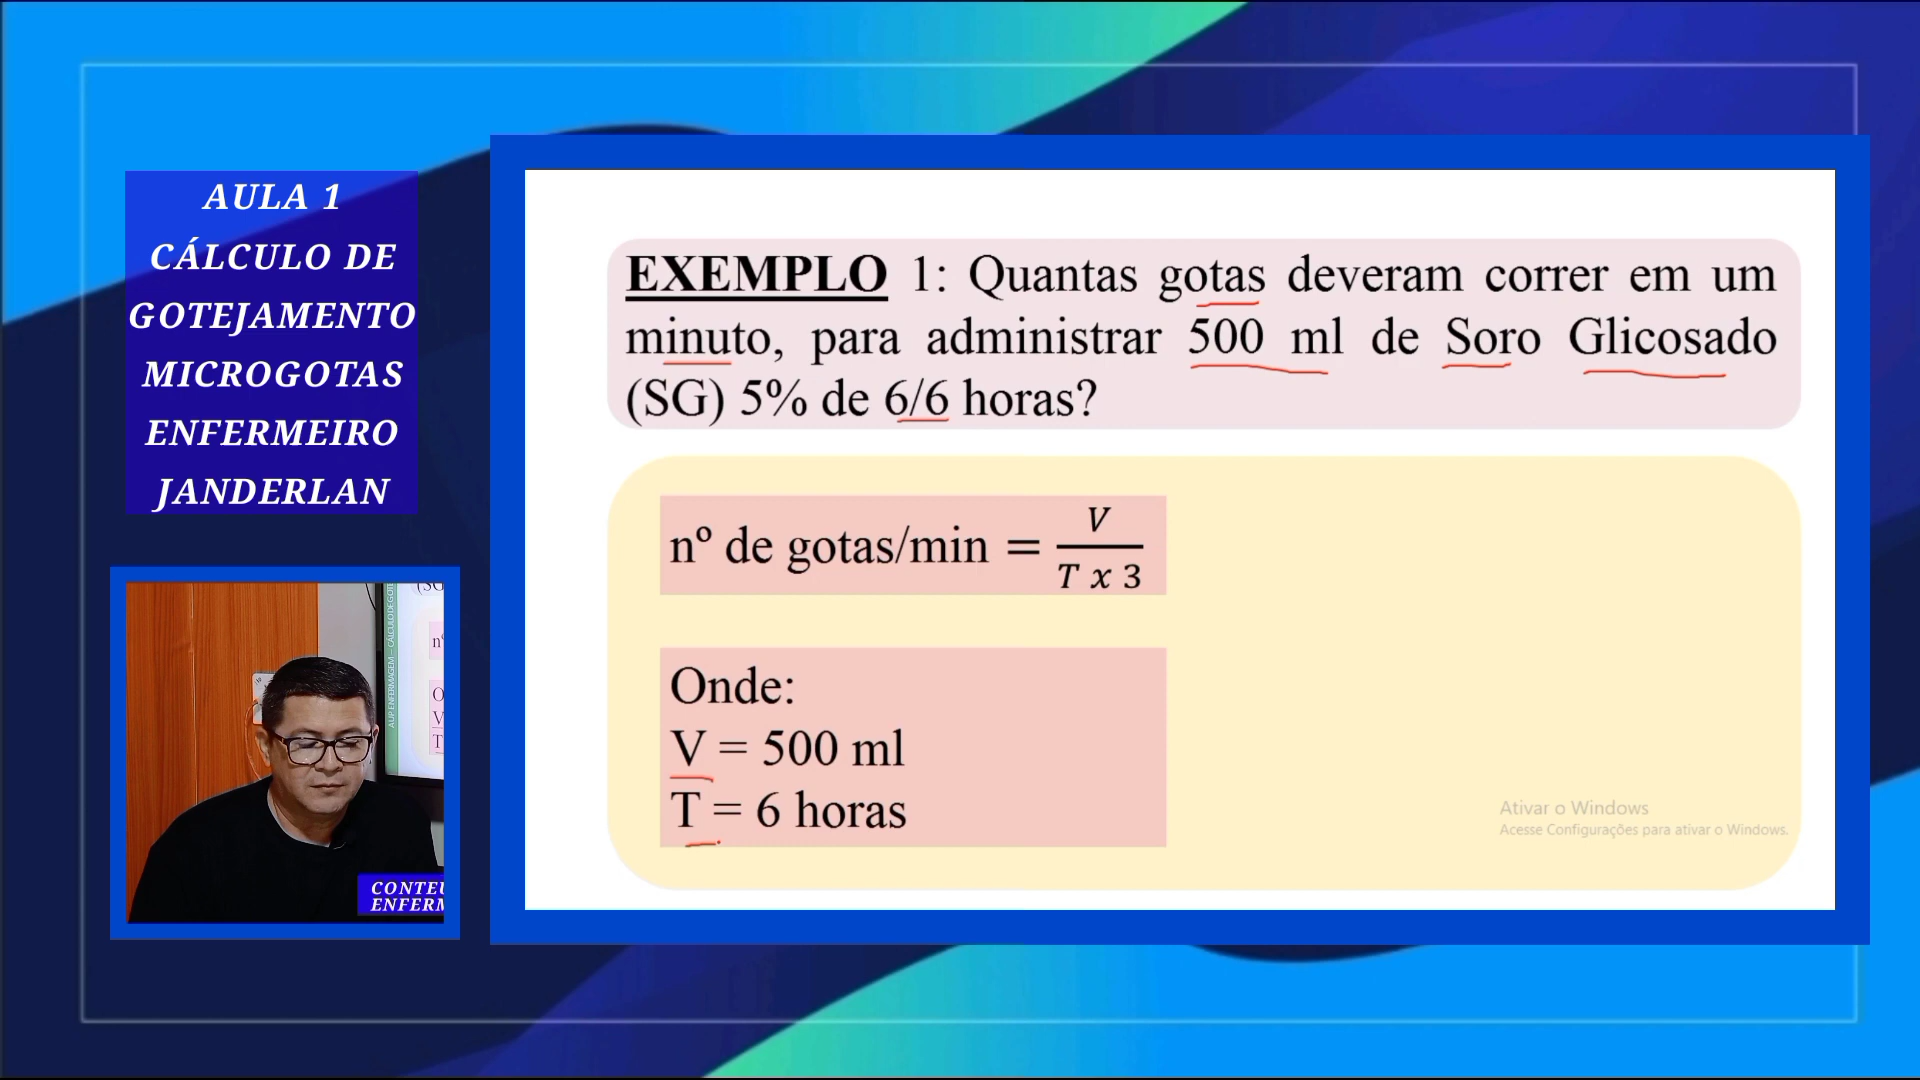 AULA 1
CÁLCULO DE
GOTEJAMENTO
MICROGOTAS
ENFERMEIRO
JANDERLAN
EXEMPLO 1: Quantas gotas deveram correr em um
minuto, para administrar 500 ml de Soro Glicosado
(SG) 5% de 6/6 horas?
nº de gotas/min = V
T x 3
Onde:
V = 500 ml
T = 6 horas
Ativar o Windows
Acesse Configurações para ativar o Windows.
(SG
nº
O
V
T